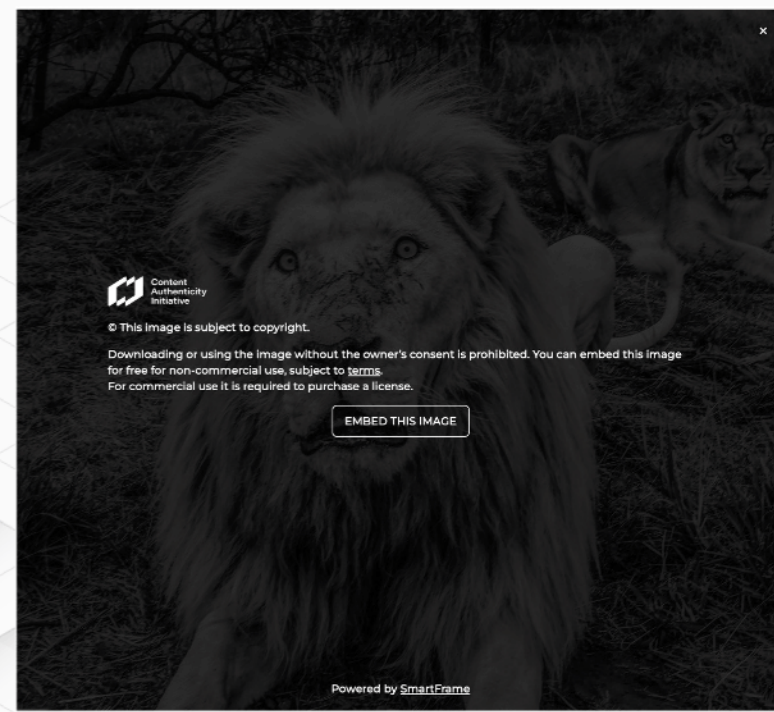 ×
Content
Authenticity
Initiative
© This image is subject to copyright.
Downloading or using the image without the owner's consent is prohibited. You can embed this image
for free for non-commercial use, subject to terms.
For commercial use it is required to purchase a license.
EMBED THIS IMAGE
Powered by SmartFrame